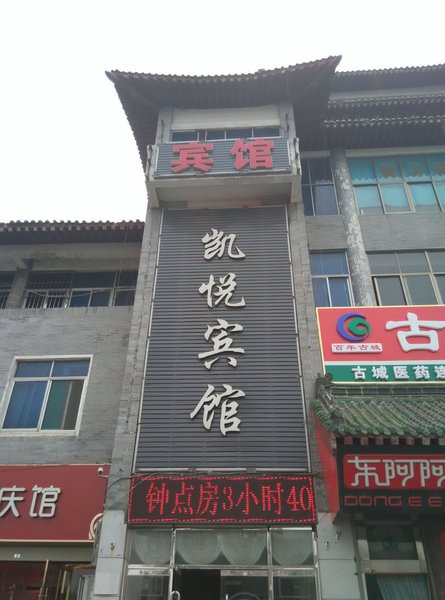 宾馆
凯悦宾馆
钟点房3小时40
百年古城
古
古城医药连
东阿阿
DONG E E
庆馆